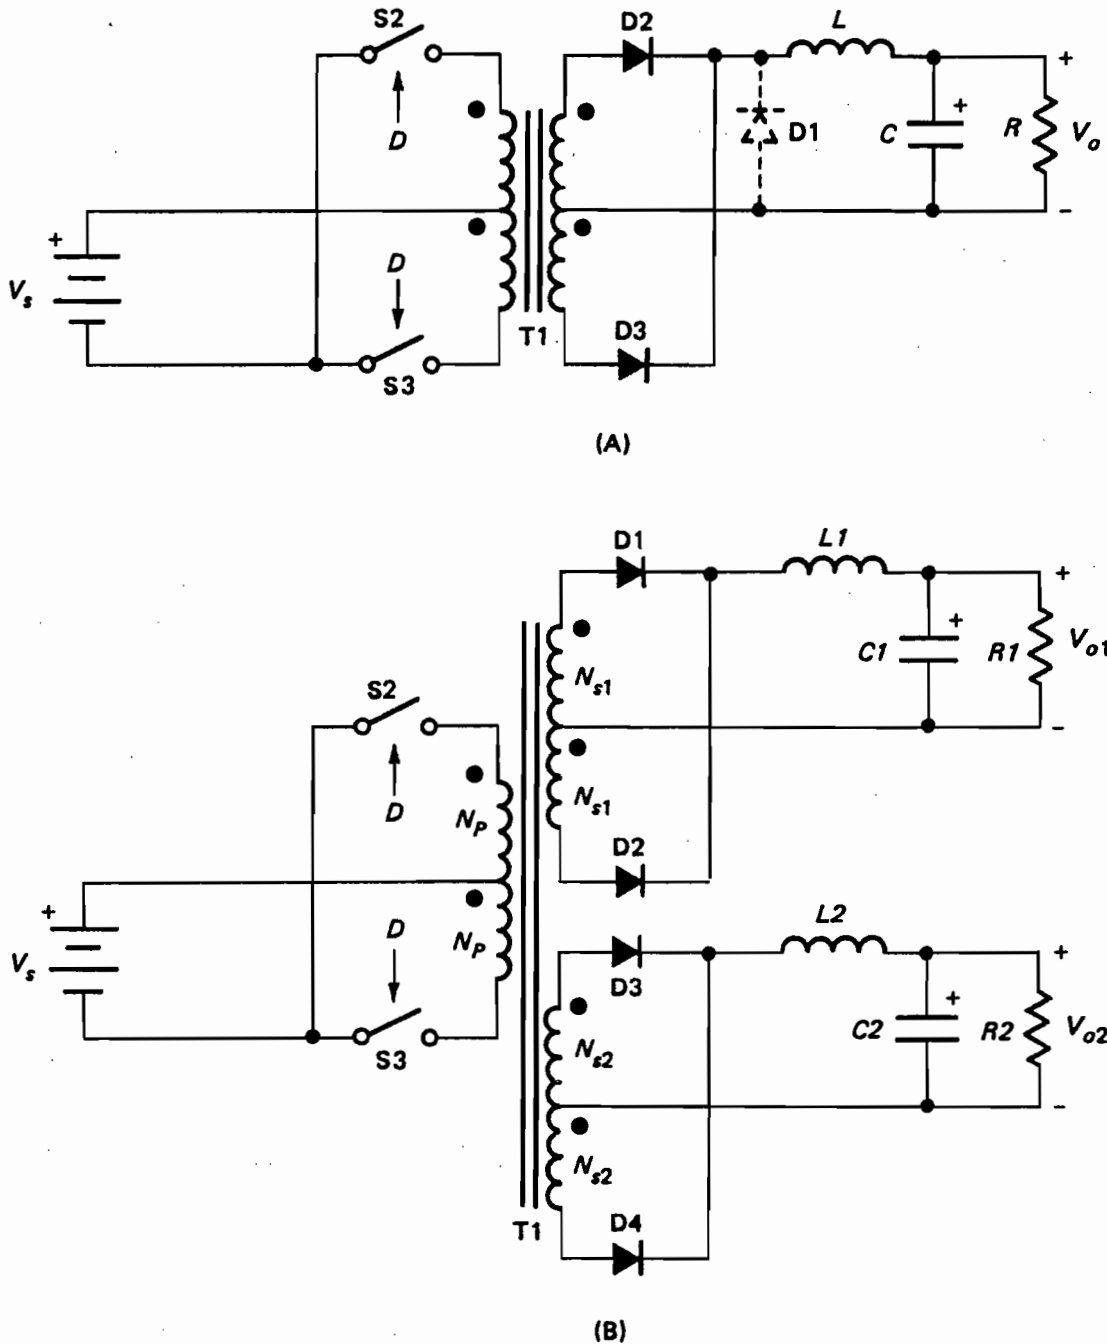 S2
D
D2
L
D1
C
+
R
+
V_o
-
+
V_s
D
S3
T1
D3
(A)
D1
L1
N_s1
C1
+
R1
+
V_o1
-
S2
D
N_P
N_s1
D2
+
V_s
D
N_P
S3
D3
L2
N_s2
C2
+
R2
+
V_o2
-
N_s2
T1
D4
(B)